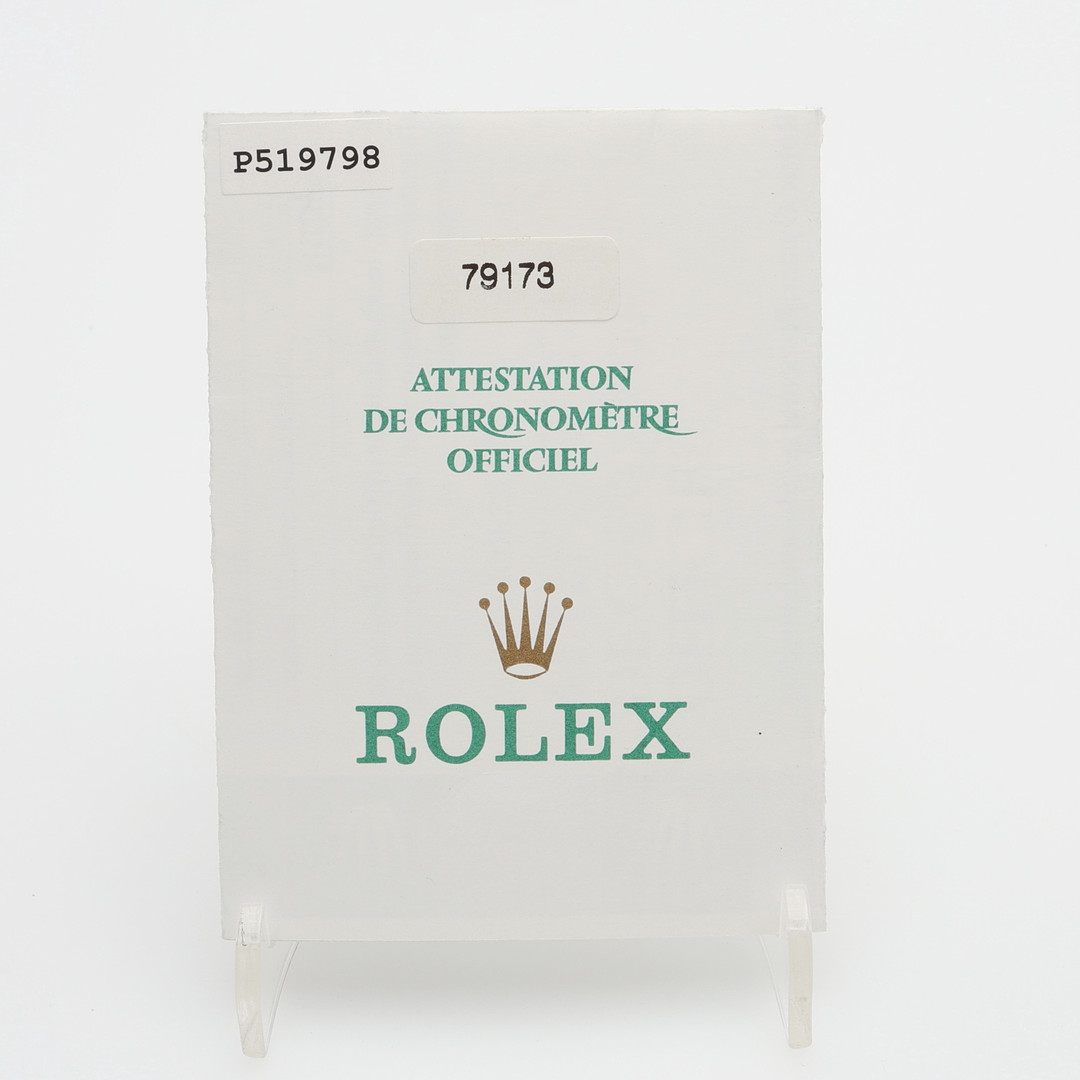 P519798
79173
ATTESTATION
DE CHRONOMÈTRE
OFFICIEL
ROLEX